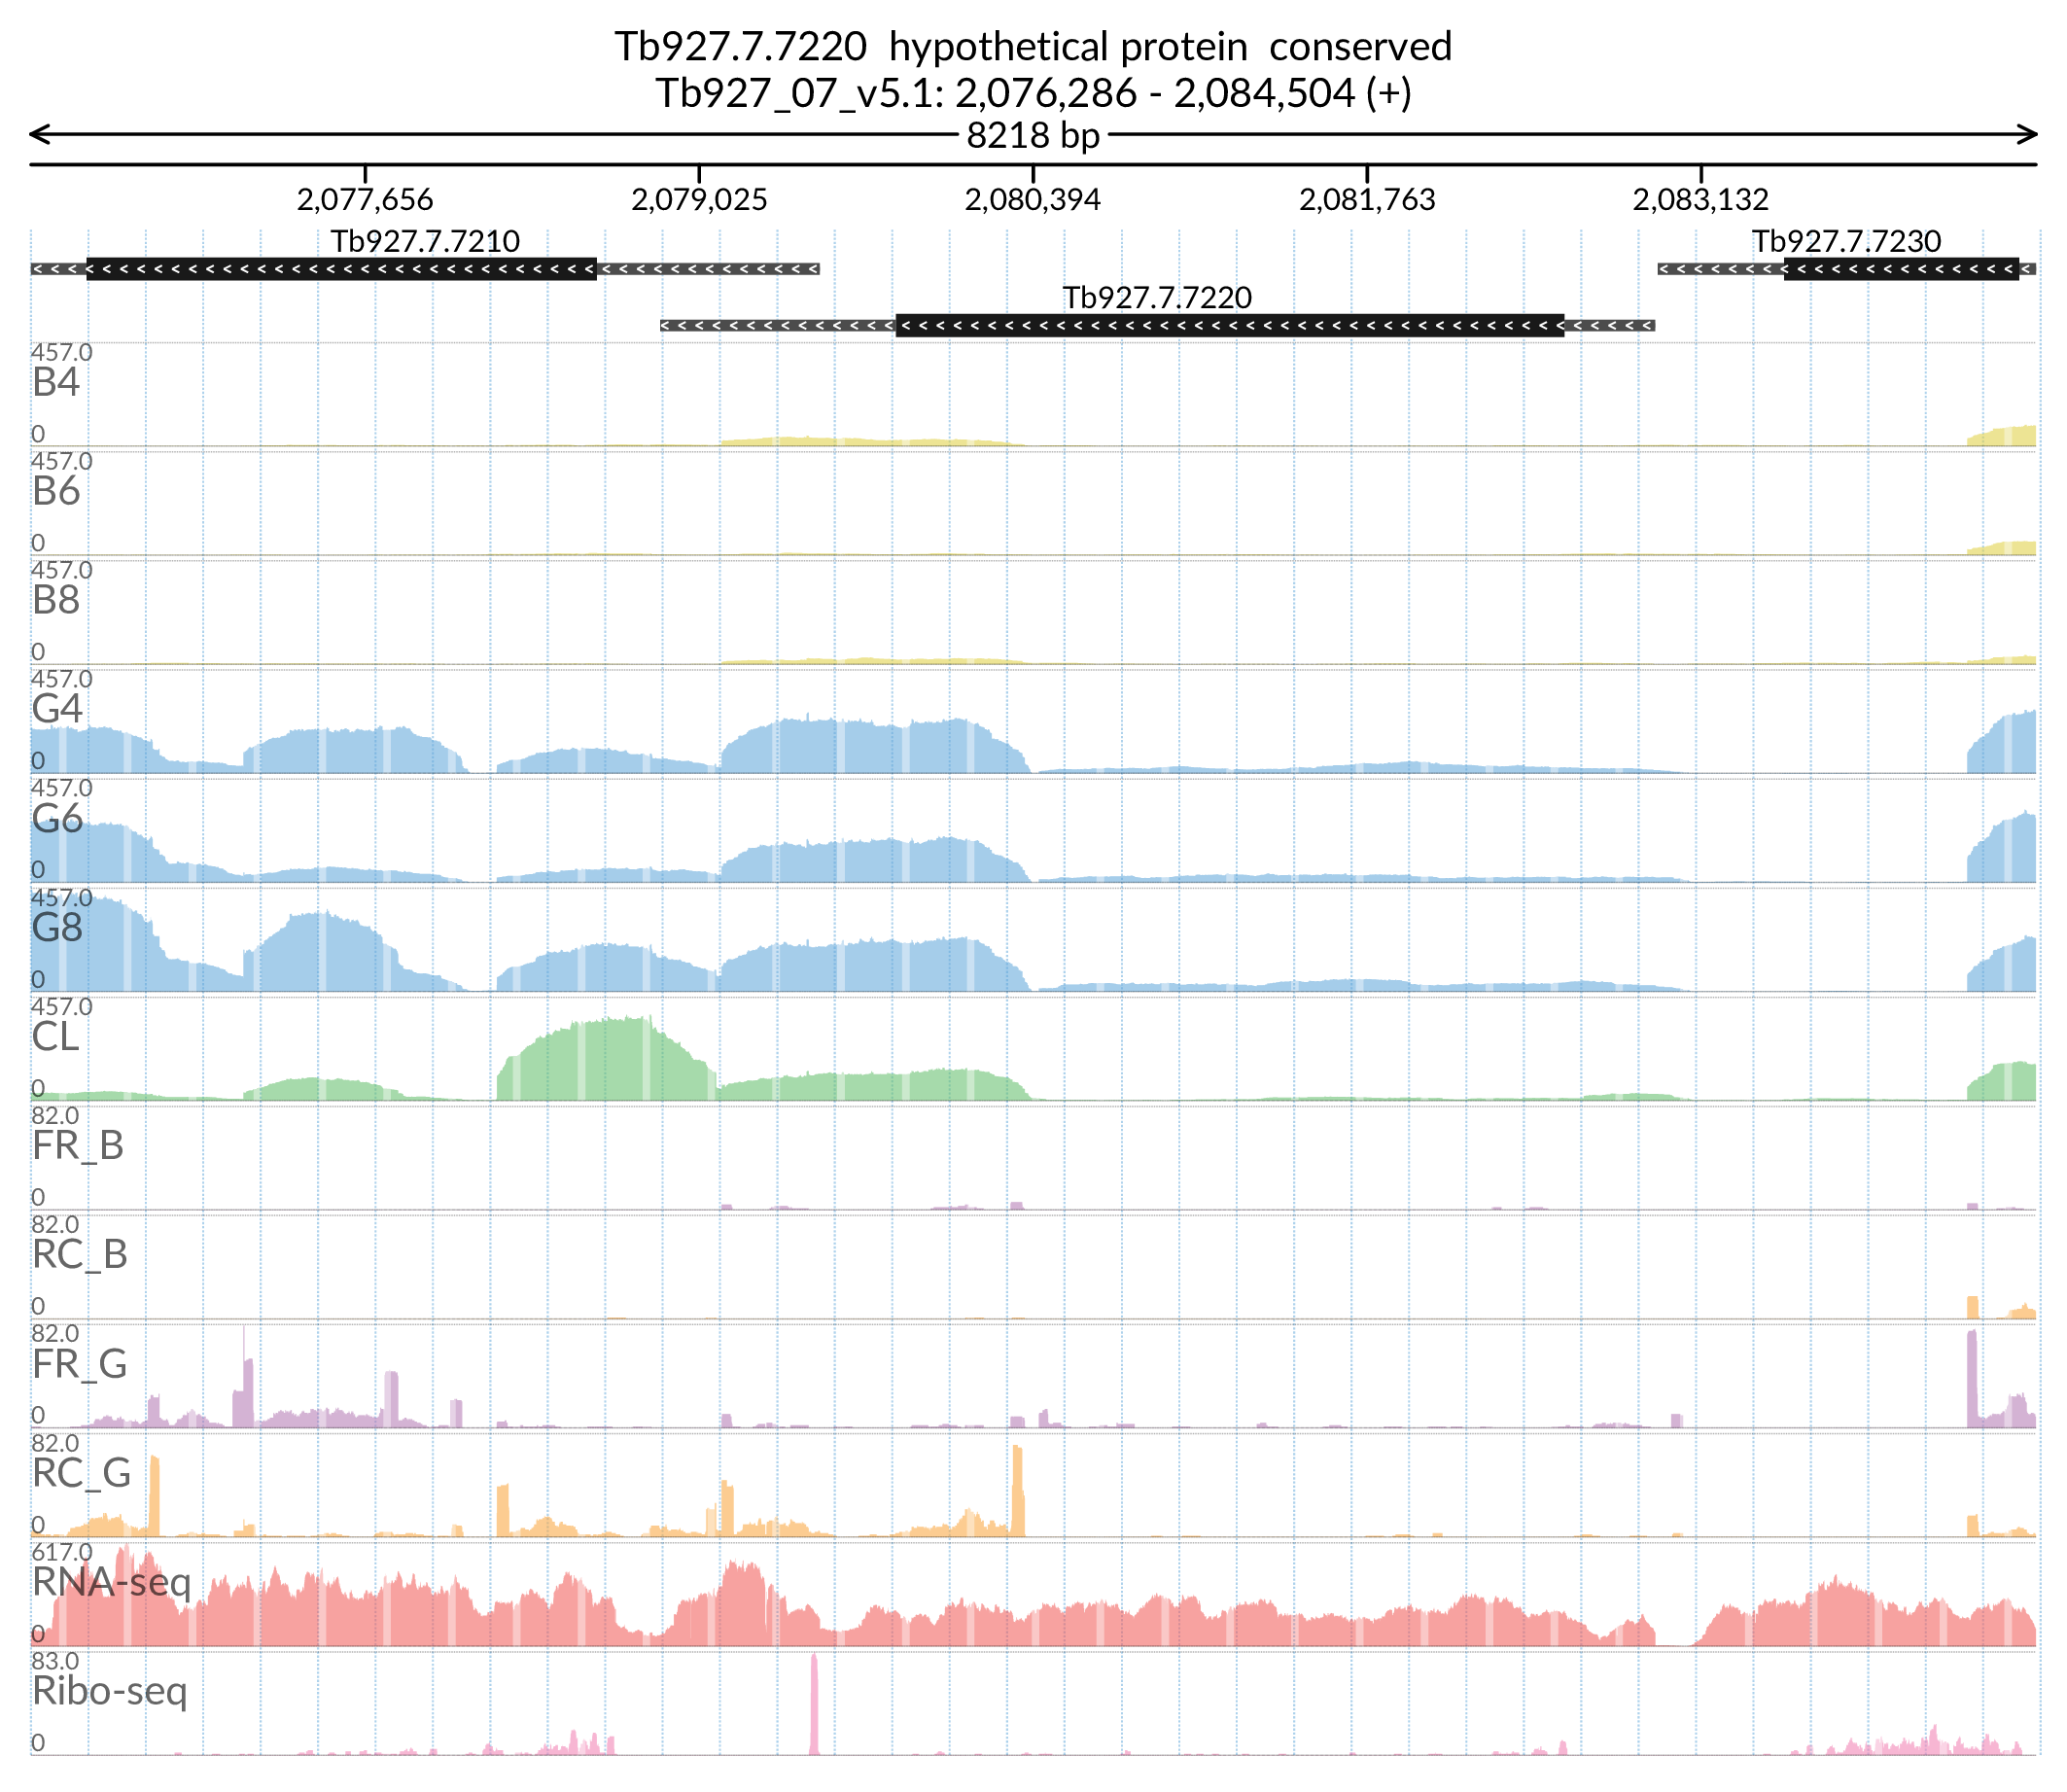 Tb927.7.7220  hypothetical protein  conserved
Tb927_07_v5.1: 2,076,286 - 2,084,504 (+)
8218 bp
2,077,656 2,079,025 2,080,394 2,081,763 2,083,132
Tb927.7.7210 Tb927.7.7230
Tb927.7.7220
457.0
B4
0
457.0
B6
0
457.0
B8
0
457.0
G4
0
457.0
G6
0
457.0
G8
0
457.0
CL
0
82.0
FR_B
0
82.0
RC_B
0
82.0
FR_G
0
82.0
RC_G
0
617.0
RNA-seq
0
83.0
Ribo-seq
0